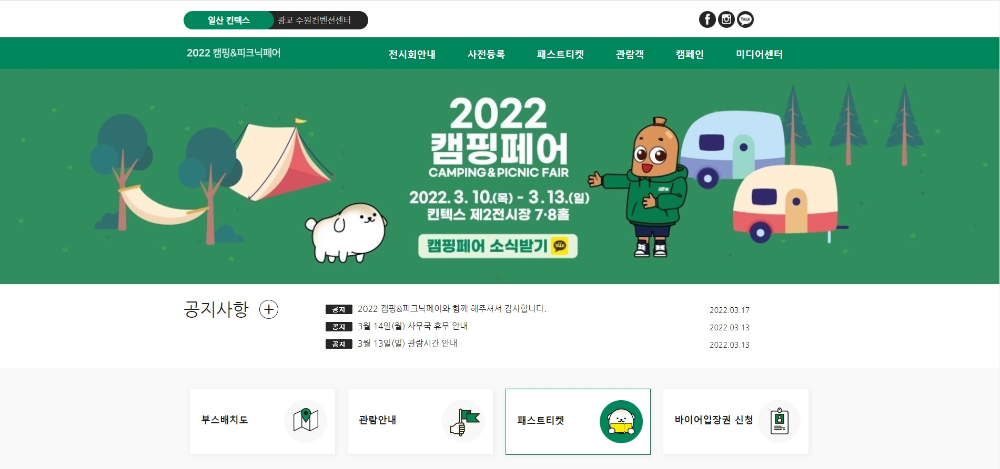 일산 킨텍스 광교 수원컨벤션센터
TALK
2022 캠핑&피크닉페어 전시회안내 사전등록 패스트티켓 관람객 캠페인 미디어센터
2022
캠핑페어
CAMPING & PICNIC FAIR
2022. 3. 10.(목) - 3. 13.(일)
킨텍스 제2전시장 7·8홀
캠핑페어 소식받기 TALK
공지사항
공지 2022 캠핑&피크닉페어와 함께 해주셔서 감사합니다. 2022.03.17
공지 3월 14일(월) 사무국 휴무 안내 2022.03.13
공지 3월 13일(일) 관람시간 안내 2022.03.13
부스배치도 관람안내 패스트티켓 바이어입장권 신청